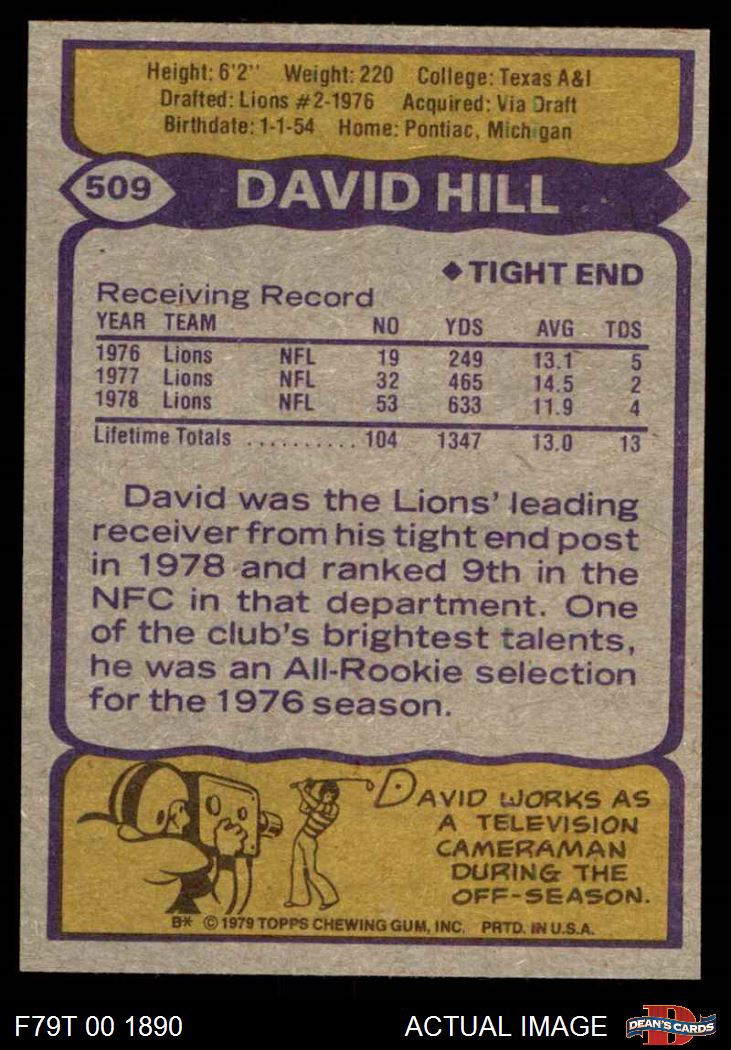 Height: 6'2" Weight: 220 College: Texas A&I
Drafted: Lions #2-1976 Acquired: Via Draft
Birthdate: 1-1-54 Home: Pontiac, Michigan
509 DAVID HILL
◆TIGHT END
Receiving Record
YEAR TEAM NO YDS AVG TDS
1976 Lions NFL 19 249 13.1 5
1977 Lions NFL 32 465 14.5 2
1978 Lions NFL 53 633 11.9 4
Lifetime Totals .......... 104 1347 13.0 13
David was the Lions' leading
receiver from his tight end post
in 1978 and ranked 9th in the
NFC in that department. One
of the club's brightest talents,
he was an All-Rookie selection
for the 1976 season.
DAVID WORKS AS
A TELEVISION
CAMERAMAN
DURING THE
OFF-SEASON.
B* © 1979 TOPPS CHEWING GUM, INC. PRTD. IN U.S.A.
F79T 00 1890 ACTUAL IMAGE D DEAN'S CARDS